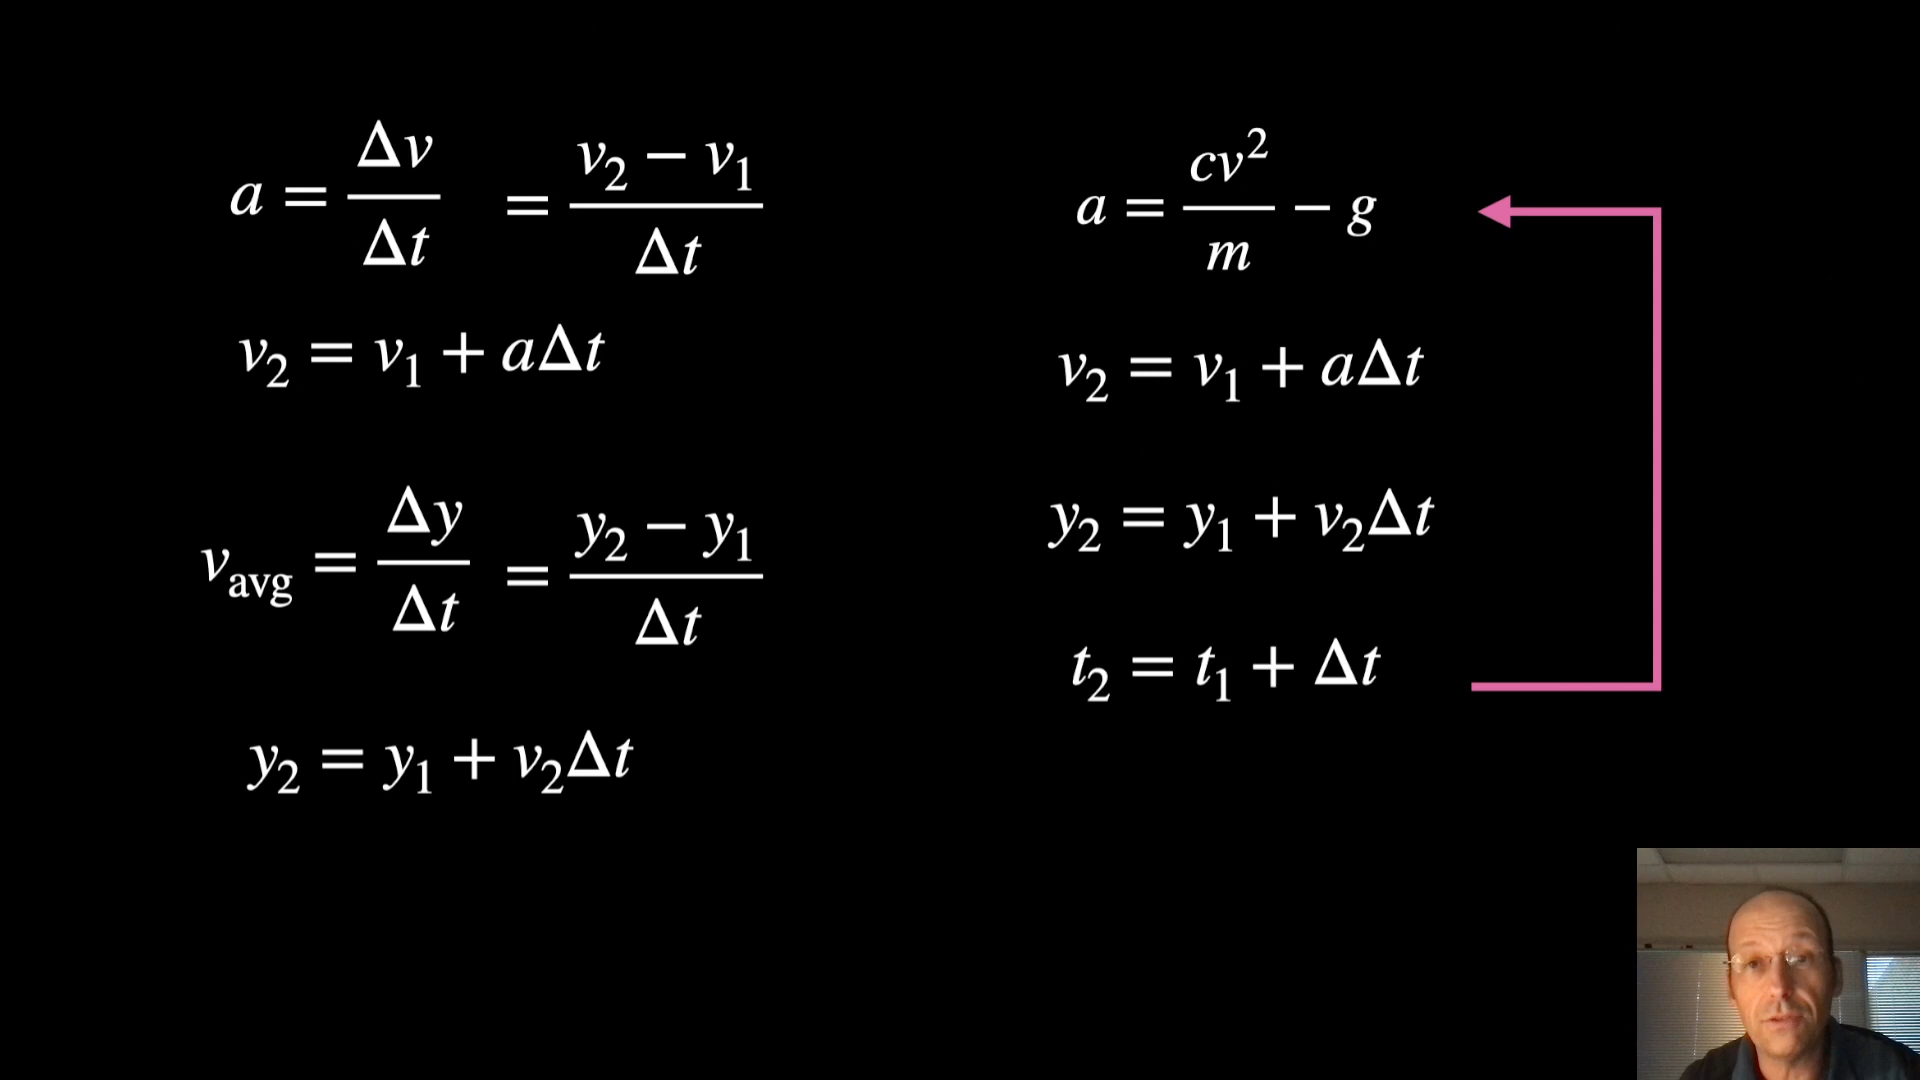 a = Δv/Δt = (v₂ − v₁)/Δt
v₂ = v₁ + aΔt
v_avg = Δy/Δt = (y₂ − y₁)/Δt
y₂ = y₁ + v₂Δt
a = cv²/m − g
v₂ = v₁ + aΔt
y₂ = y₁ + v₂Δt
t₂ = t₁ + Δt